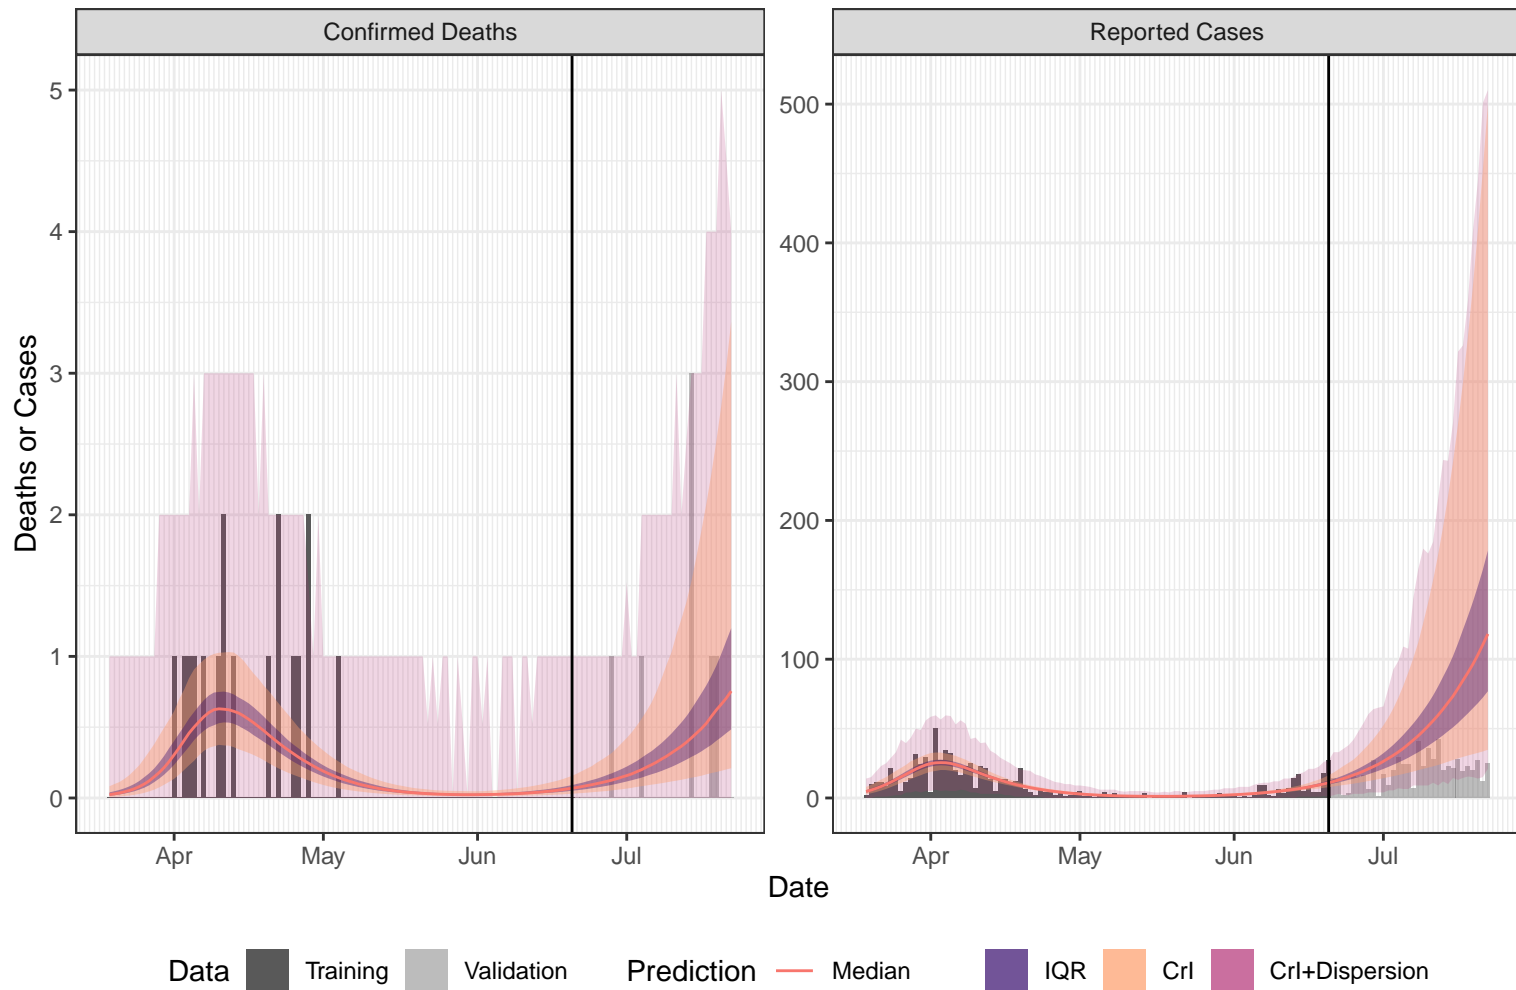 Confirmed Deaths
Reported Cases
Deaths or Cases
5
4
3
2
1
0
500
400
300
200
100
0
Apr May Jun Jul
Apr May Jun Jul
Date
Data Training Validation Prediction Median IQR CrI CrI+Dispersion